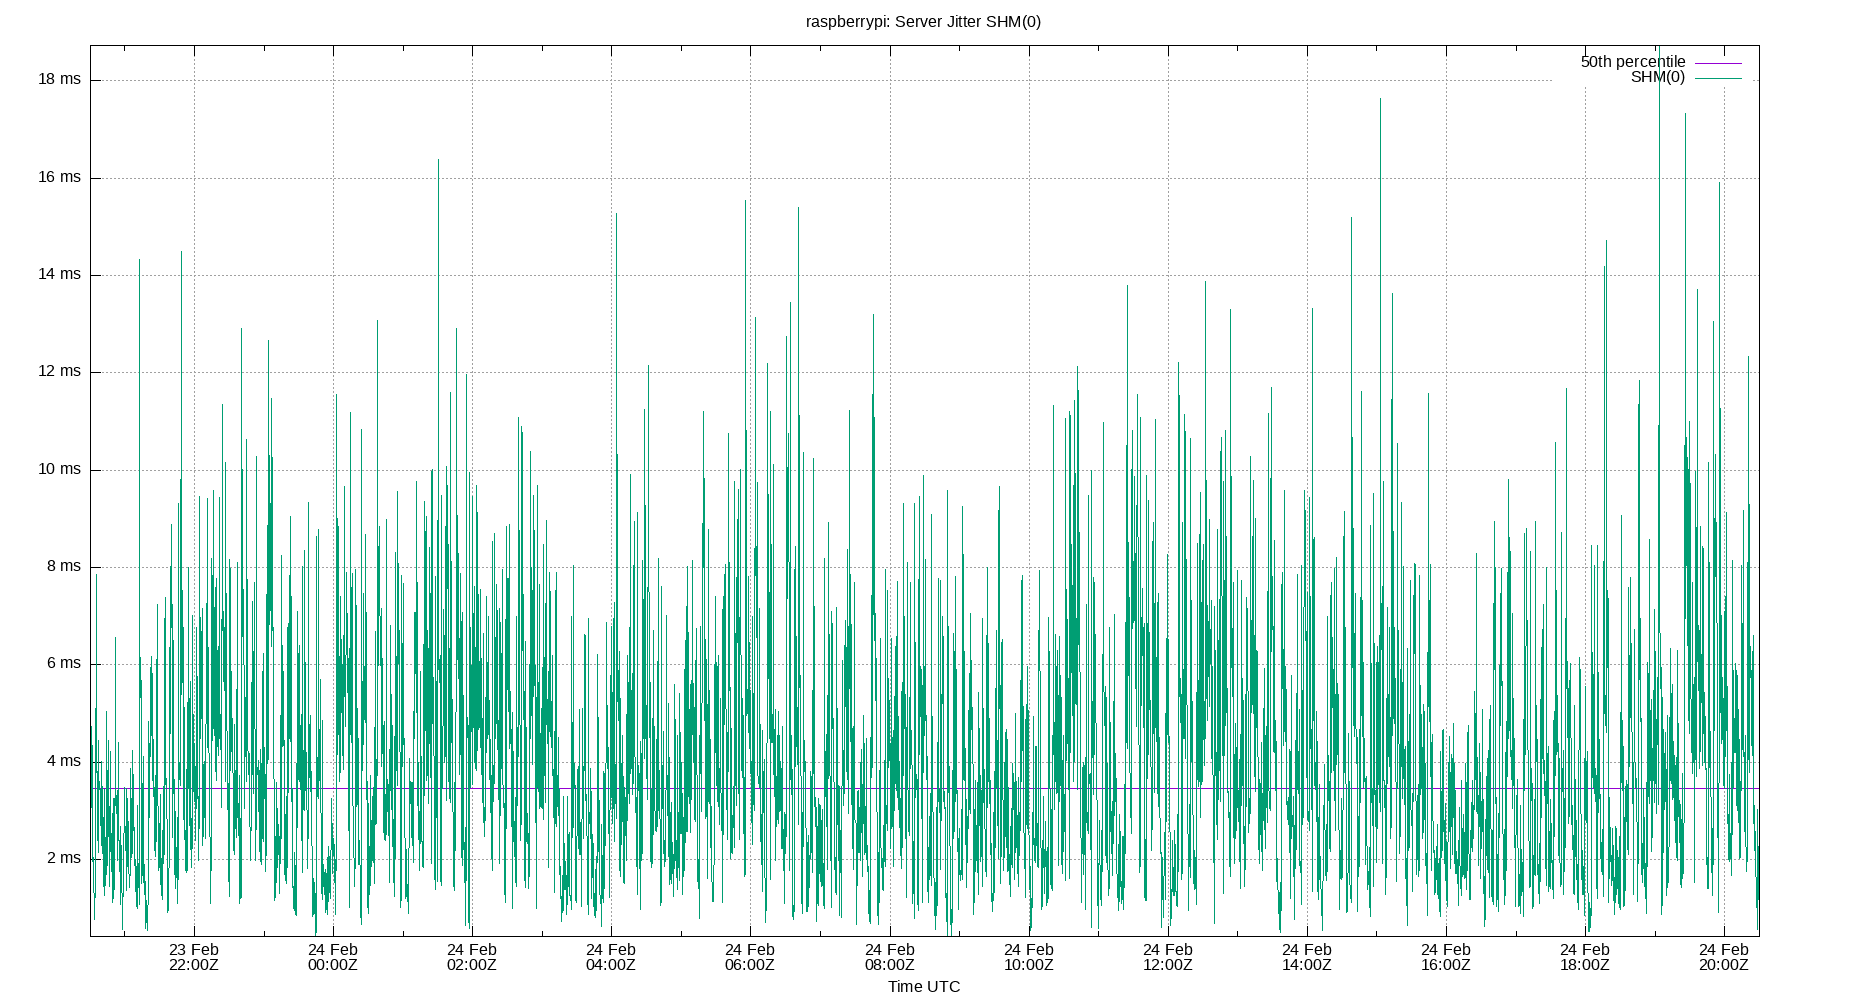 raspberrypi: Server Jitter SHM(0)
50th percentile
SHM(0)
18 ms
16 ms
14 ms
12 ms
10 ms
8 ms
6 ms
4 ms
2 ms
23 Feb 24 Feb 24 Feb 24 Feb 24 Feb 24 Feb 24 Feb 24 Feb 24 Feb 24 Feb 24 Feb 24 Feb
22:00Z 00:00Z 02:00Z 04:00Z 06:00Z 08:00Z 10:00Z 12:00Z 14:00Z 16:00Z 18:00Z 20:00Z
Time UTC